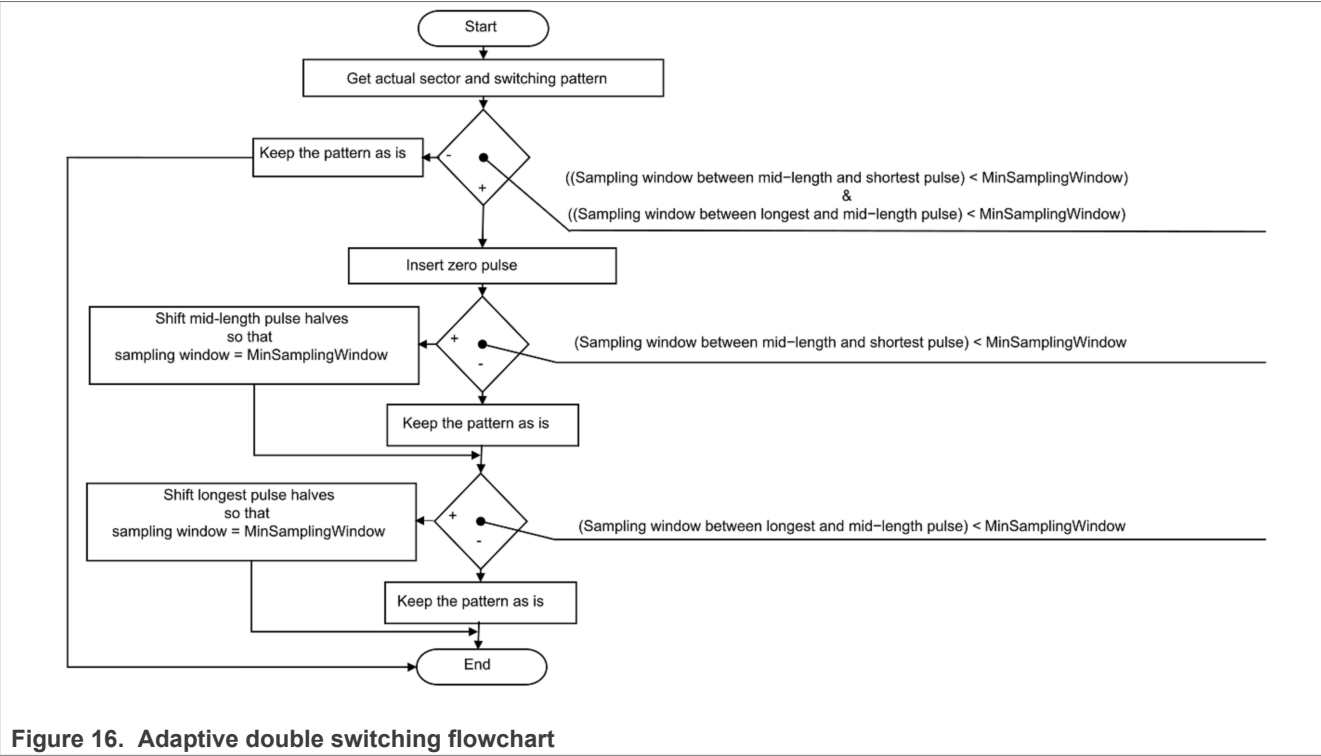 Start
Get actual sector and switching pattern
Keep the pattern as is
-
+
((Sampling window between mid−length and shortest pulse) < MinSamplingWindow)
&
((Sampling window between longest and mid−length pulse) < MinSamplingWindow)
Insert zero pulse
Shift mid-length pulse halves
so that
sampling window = MinSamplingWindow
+
-
(Sampling window between mid−length and shortest pulse) < MinSamplingWindow
Keep the pattern as is
Shift longest pulse halves
so that
sampling window = MinSamplingWindow
+
-
(Sampling window between longest and mid−length pulse) < MinSamplingWindow
Keep the pattern as is
End
Figure 16. Adaptive double switching flowchart